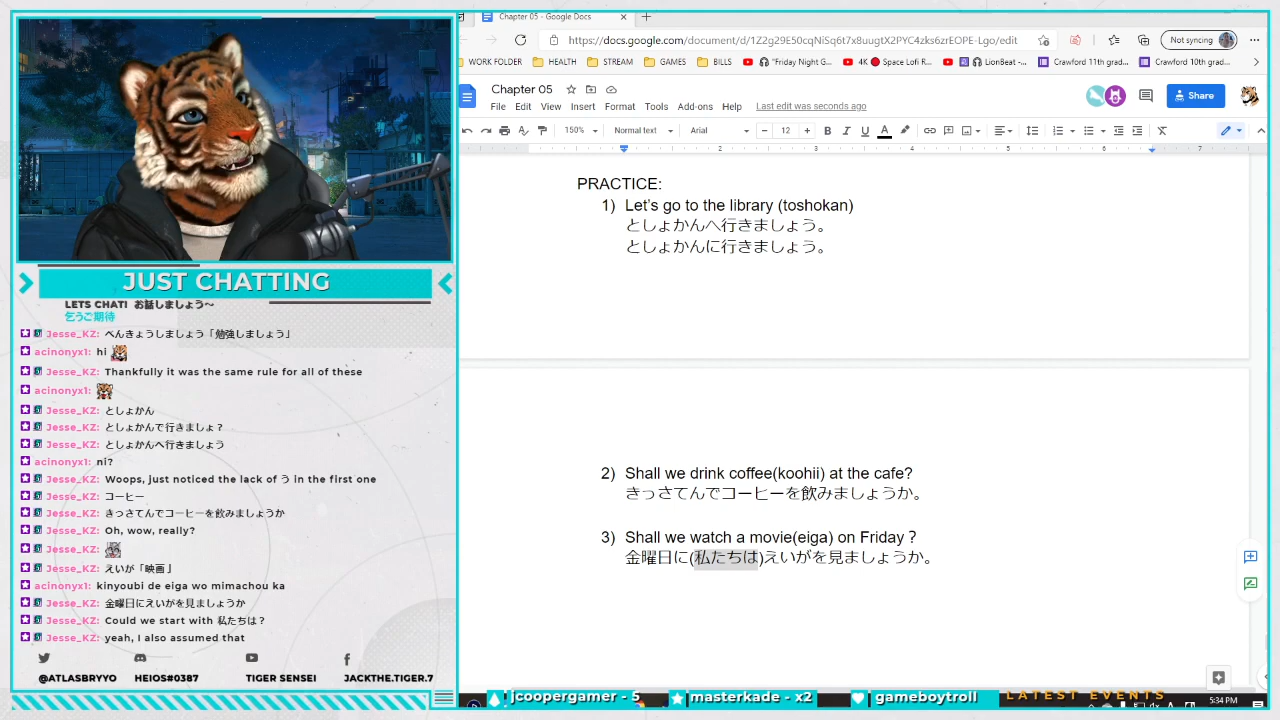 Chapter 05 - Google Docs
https://docs.google.com/document/d/1Z2g29E50cqNiSq6t7x8uugtX2PYC4zks6zrEOPE-Lgo/edit
Not syncing
WORK FOLDER HEALTH STREAM GAMES BILLS "Friday Night G... 4K Space Lofi R... LionBeat -... Crawford 11th grad... Crawford 10th grad...
Chapter 05
Share
File Edit View Insert Format Tools Add-ons Help Last edit was seconds ago
150% Normal text Arial 12
2 3 4 5 6 7
PRACTICE:
1) Let's go to the library (toshokan)
としょかんへ行きましょう。
としょかんに行きましょう。
2) Shall we drink coffee(koohii) at the cafe?
きっさてんでコーヒーを飲みましょうか。
3) Shall we watch a movie(eiga) on Friday ?
金曜日に(私たちは)えいがを見ましょうか。
JUST CHATTING
LETS CHAT! お話しましょう〜
乞うご期待
Jesse_KZ: べんきょうしましょう「勉強しましょう」
acinonyx1: hi
Jesse_KZ: Thankfully it was the same rule for all of these
acinonyx1:
Jesse_KZ: としょかん
Jesse_KZ: としょかんで行きましょ？
Jesse_KZ: としょかんへ行きましょう
acinonyx1: ni?
Jesse_KZ: Woops, just noticed the lack of う in the first one
Jesse_KZ: コーヒー
Jesse_KZ: きっさてんでコーヒーを飲みましょうか
Jesse_KZ: Oh, wow, really?
Jesse_KZ:
Jesse_KZ: えいが「映画」
acinonyx1: kinyoubi de eiga wo mimachou ka
Jesse_KZ: 金曜日にえいがを見ましょうか
Jesse_KZ: Could we start with 私たちは？
Jesse_KZ: yeah, I also assumed that
@ATLASBRYYO HEIOS#0387 TIGER SENSEI JACKTHE.TIGER.7
jcoopergamer - 5 masterkade - x2 gameboytroll LATEST EVEN
5:34 PM